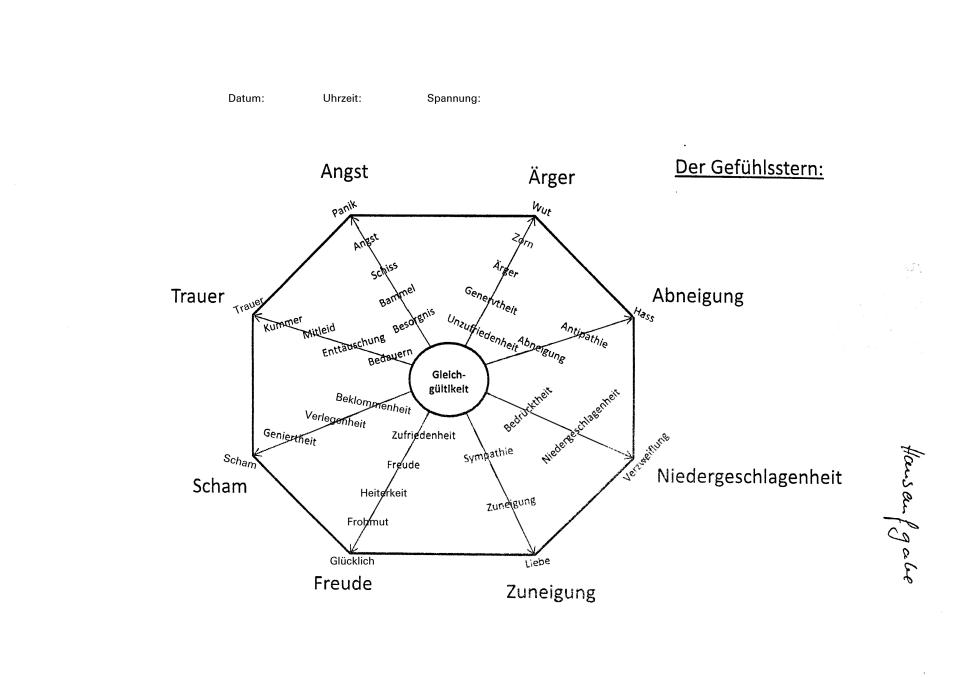 Datum: Uhrzeit: Spannung:
Der Gefühlsstern:
Angst
Panik
Angst
Schiss
Bammel
Besorgnis
Ärger
Wut
Zorn
Ärger
Genervtheit
Unzufriedenheit
Abneigung
Hass
Antipathie
Abneigung
Trauer
Trauer
Kummer
Mitleid
Enttäuschung
Bedauern
Gleich-
gültikeit
Beklommenheit
Verlegenheit
Geniertheit
Scham
Scham
Zufriedenheit
Freude
Heiterkeit
Frohmut
Glücklich
Freude
Sympathie
Zuneigung
Liebe
Zuneigung
Bedrücktheit
Niedergeschlagenheit
Verzweiflung
Niedergeschlagenheit
Hausaufgabe